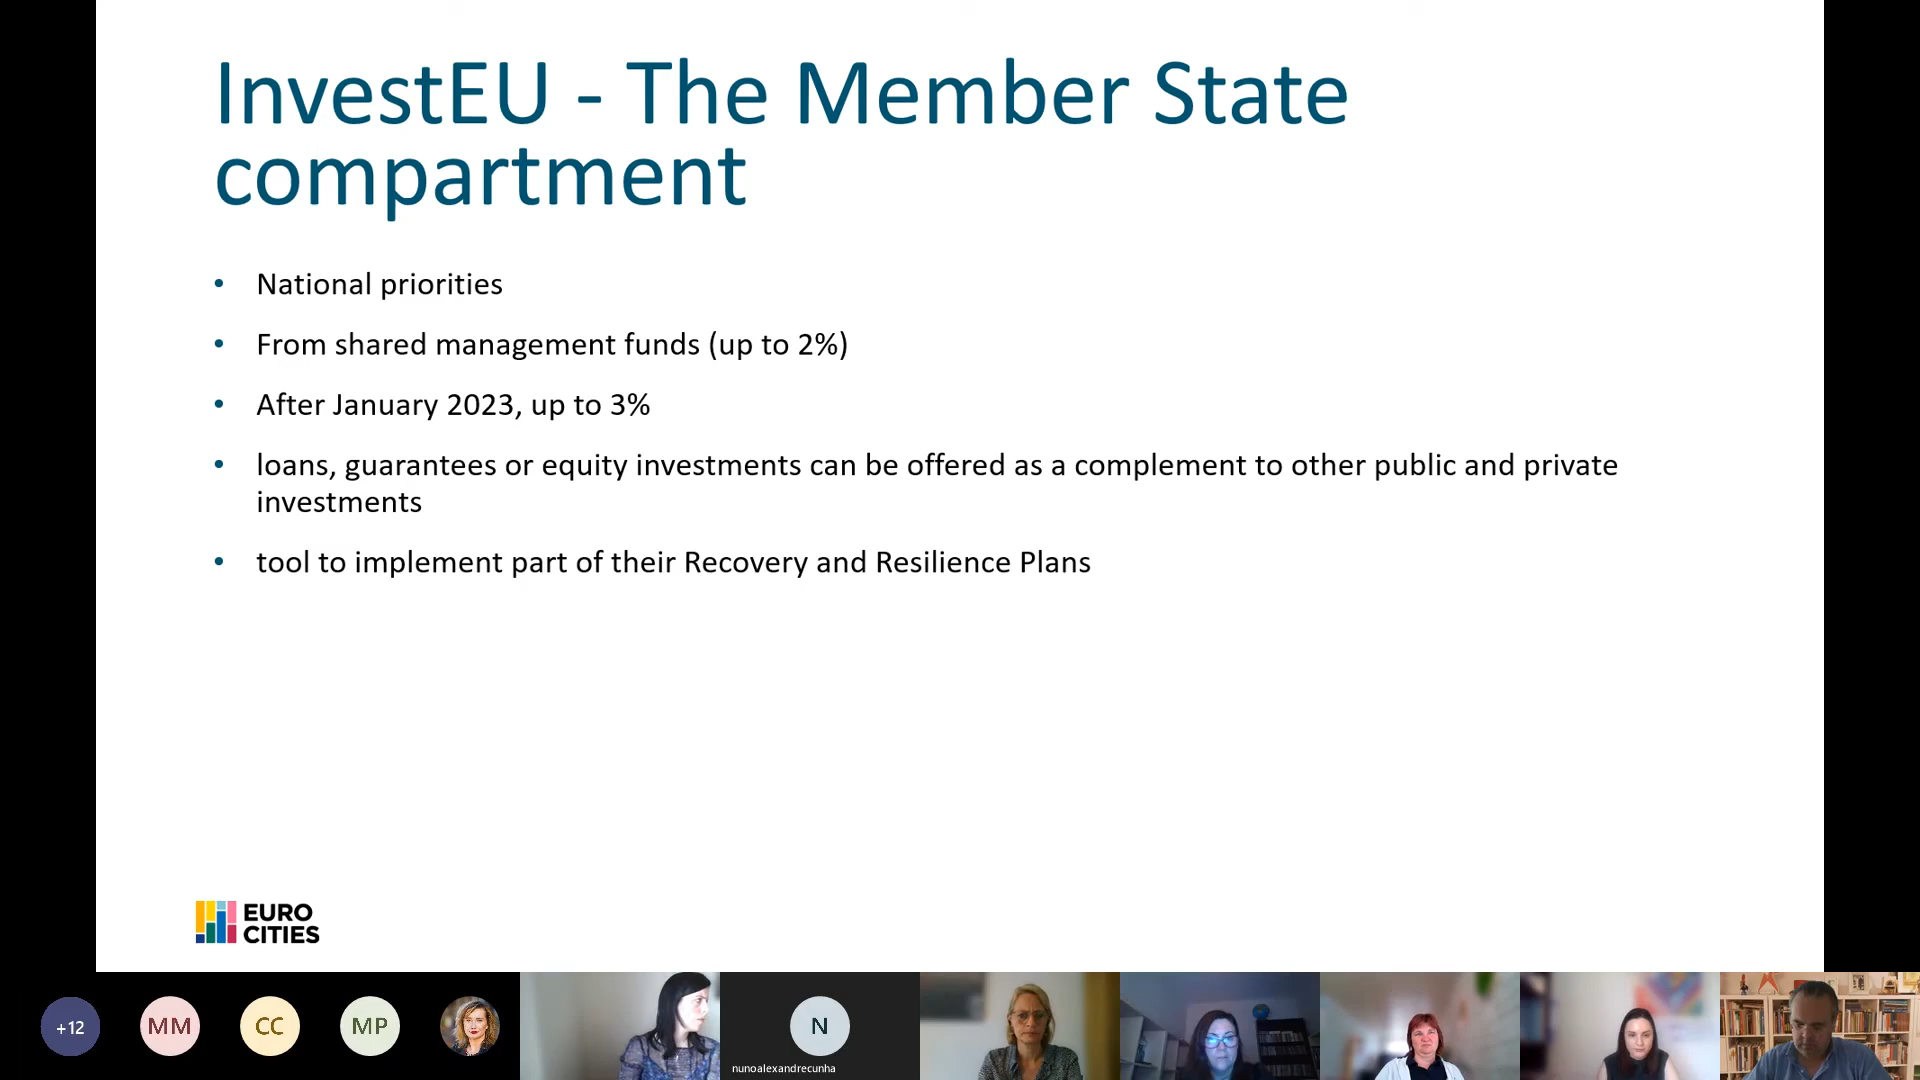 InvestEU - The Member State
compartment
• National priorities
• From shared management funds (up to 2%)
• After January 2023, up to 3%
• loans, guarantees or equity investments can be offered as a complement to other public and private
investments
• tool to implement part of their Recovery and Resilience Plans
EURO
CITIES
+12
MM
CC
MP
N
nunoalexandrecunha